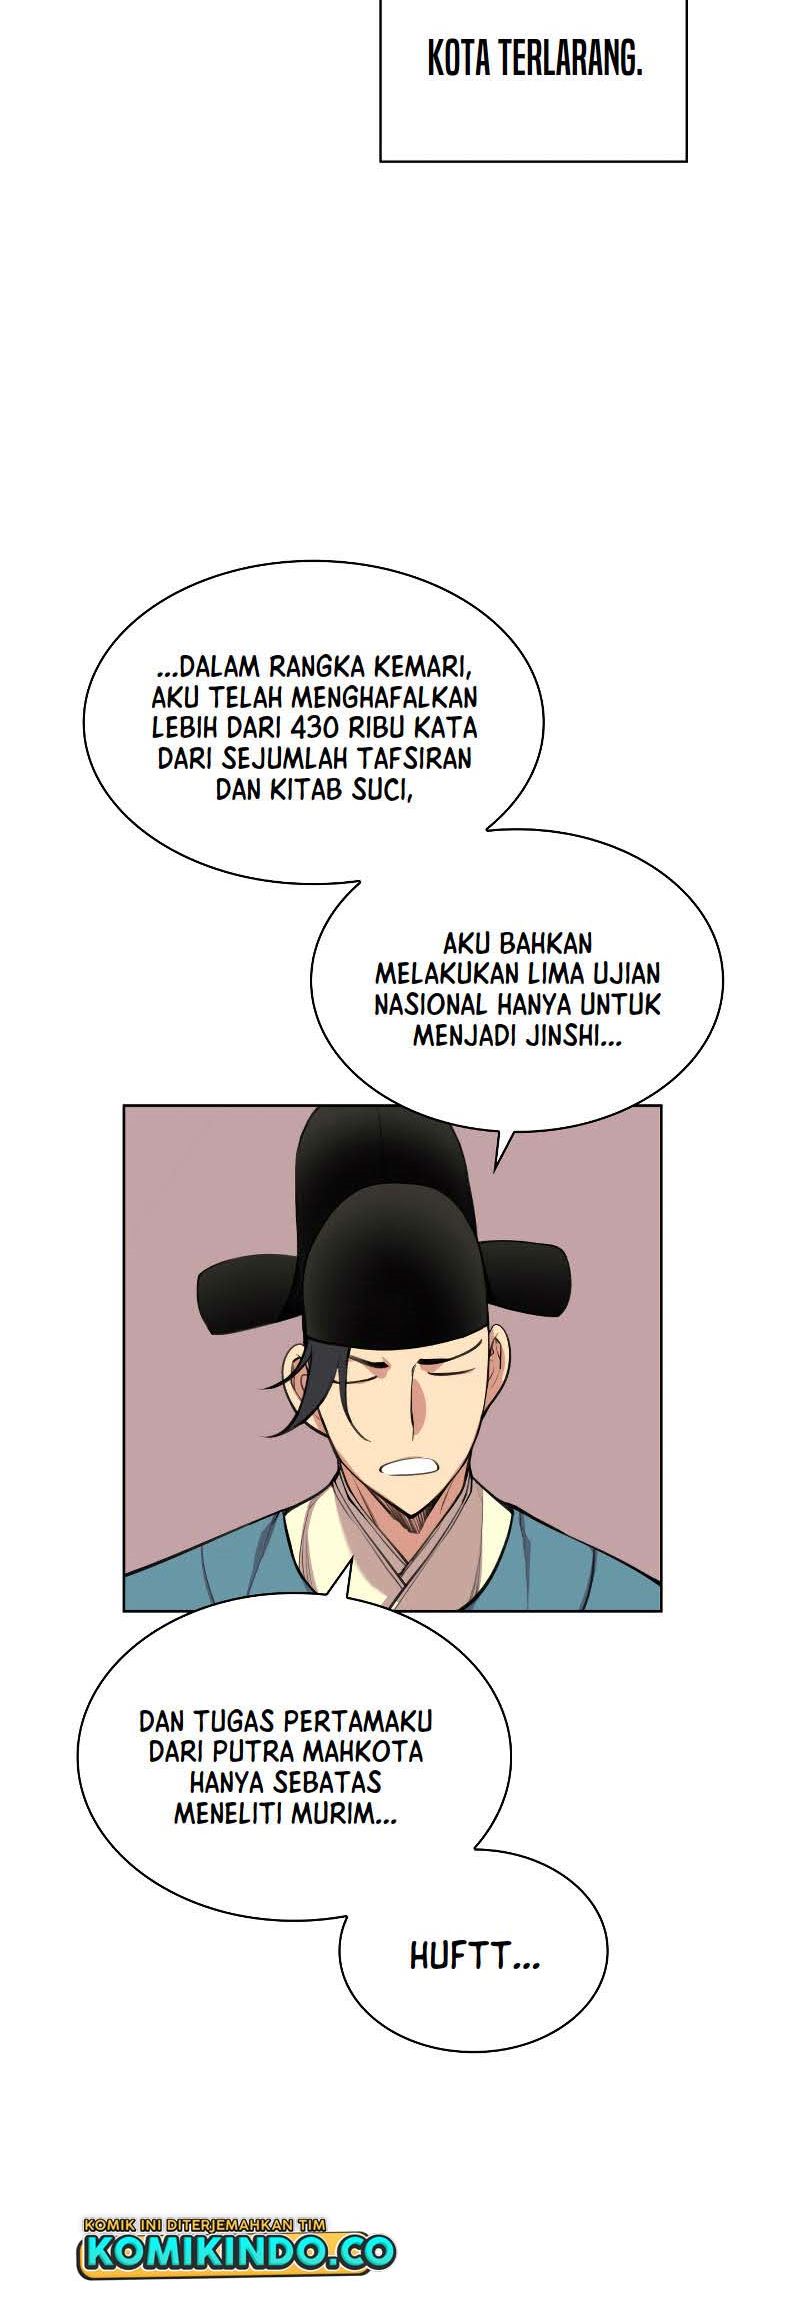 KOTA TERLARANG.
...DALAM RANGKA KEMARI,
AKU TELAH MENGHAFALKAN
LEBIH DARI 430 RIBU KATA
DARI SEJUMLAH TAFSIRAN
DAN KITAB SUCI,
AKU BAHKAN
MELAKUKAN LIMA UJIAN
NASIONAL HANYA UNTUK
MENJADI JINSHI...
DAN TUGAS PERTAMAKU
DARI PUTRA MAHKOTA
HANYA SEBATAS
MENELITI MURIM...
HUFTT...
KOMIK INI DITERJEMAHKAN TIM
KOMIKINDO.CO